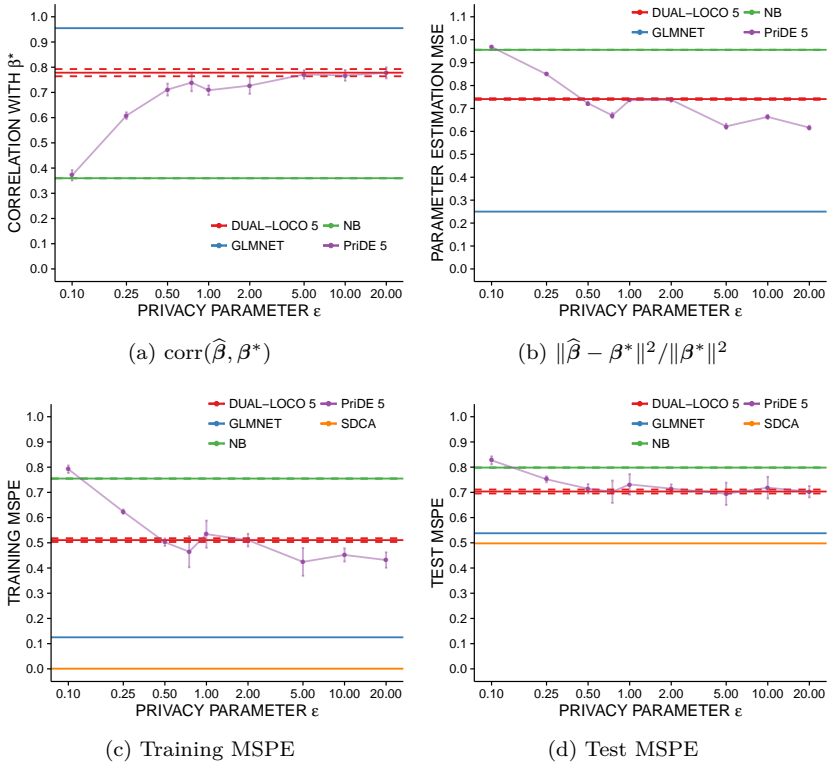 1.0
0.9
0.8
0.7
0.6
0.5
0.4
0.3
0.2
0.1
0.0
CORRELATION WITH β*
DUAL−LOCO 5
NB
GLMNET
PriDE 5
0.10 0.25 0.50 1.00 2.00 5.00 10.00 20.00
PRIVACY PARAMETER ε
(a) corr(β̂, β*)
1.1
1.0
0.9
0.8
0.7
0.6
0.5
0.4
0.3
0.2
0.1
0.0
PARAMETER ESTIMATION MSE
DUAL−LOCO 5
NB
GLMNET
PriDE 5
0.10 0.25 0.50 1.00 2.00 5.00 10.00 20.00
PRIVACY PARAMETER ε
(b) ‖β̂ − β*‖²/‖β*‖²
1.0
0.9
0.8
0.7
0.6
0.5
0.4
0.3
0.2
0.1
0.0
TRAINING MSPE
DUAL−LOCO 5
PriDE 5
GLMNET
SDCA
NB
0.10 0.25 0.50 1.00 2.00 5.00 10.00 20.00
PRIVACY PARAMETER ε
(c) Training MSPE
1.0
0.9
0.8
0.7
0.6
0.5
0.4
0.3
0.2
0.1
0.0
TEST MSPE
DUAL−LOCO 5
PriDE 5
GLMNET
SDCA
NB
0.10 0.25 0.50 1.00 2.00 5.00 10.00 20.00
PRIVACY PARAMETER ε
(d) Test MSPE